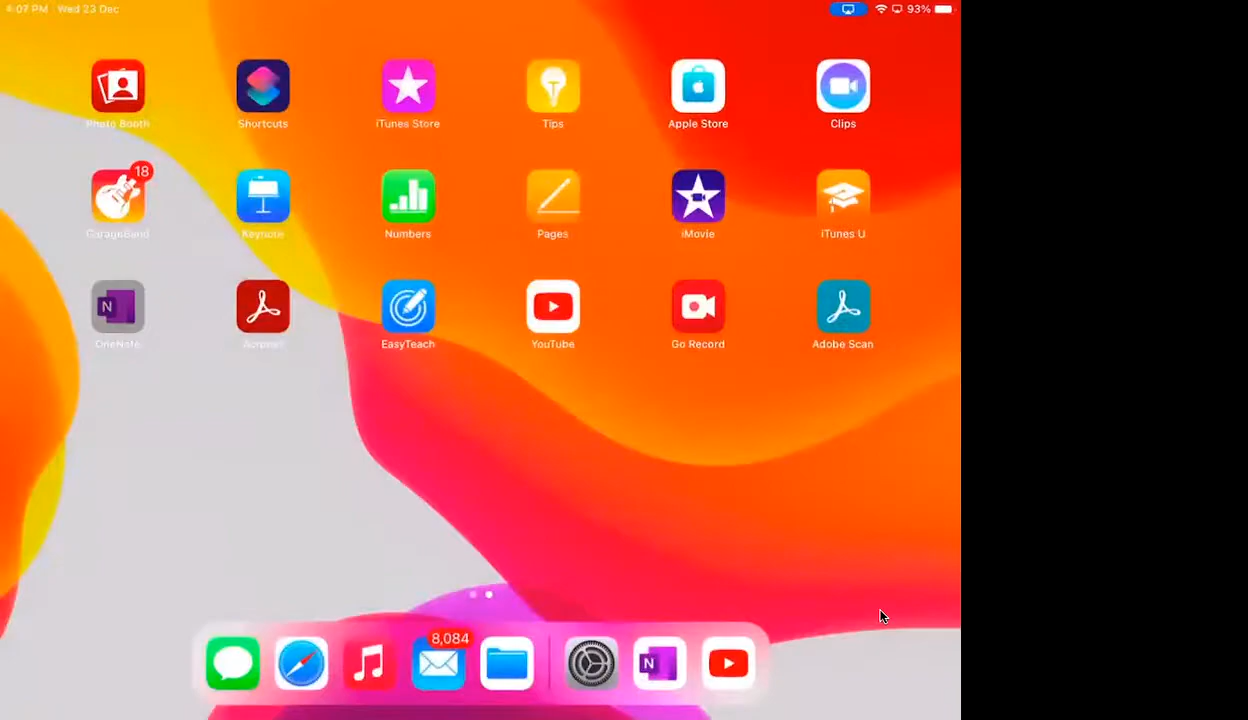 4:07 PM Wed 23 Dec
93%
Photo Booth
Shortcuts
iTunes Store
Tips
Apple Store
Clips
18
GarageBand
Keynote
Numbers
Pages
iMovie
iTunes U
N
OneNote
Acrobat
EasyTeach
YouTube
Go Record
Adobe Scan
8,084
N